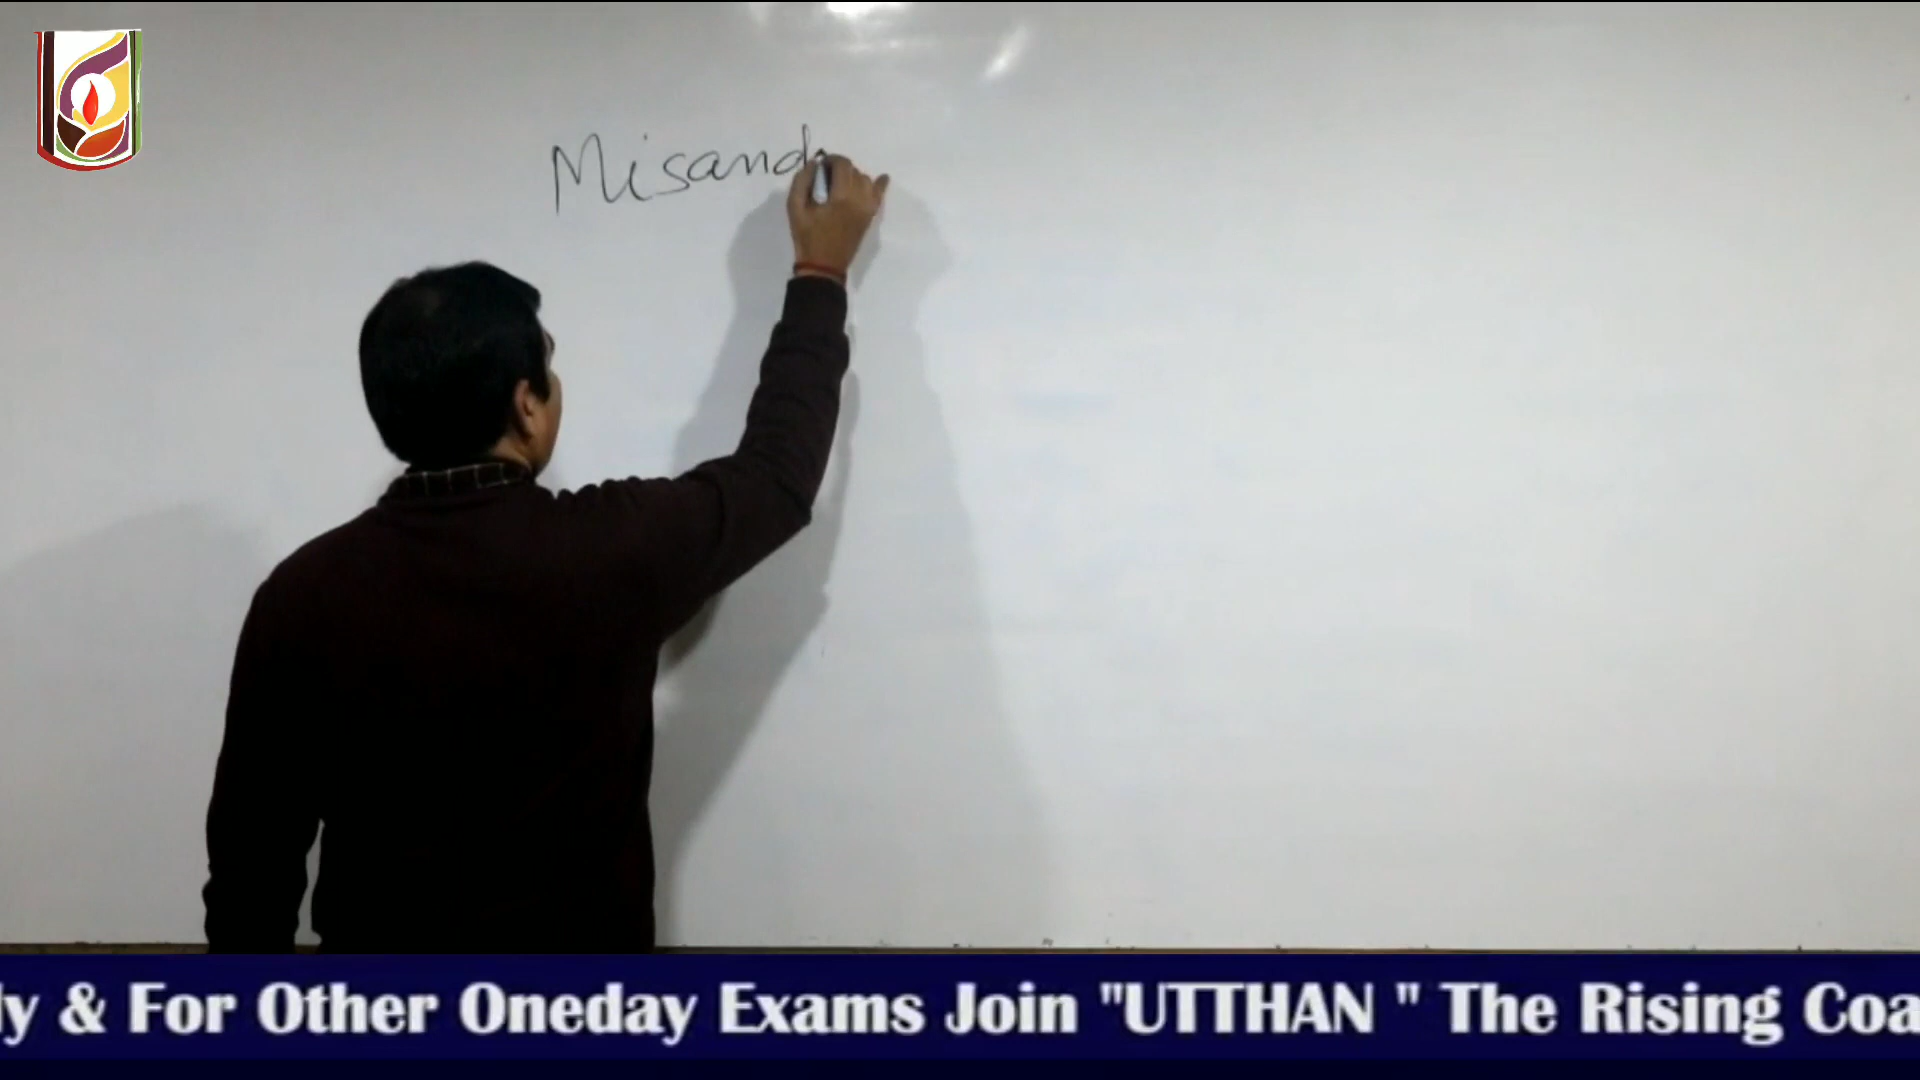 Misand
ly & For Other Oneday Exams Join "UTTHAN " The Rising Coa